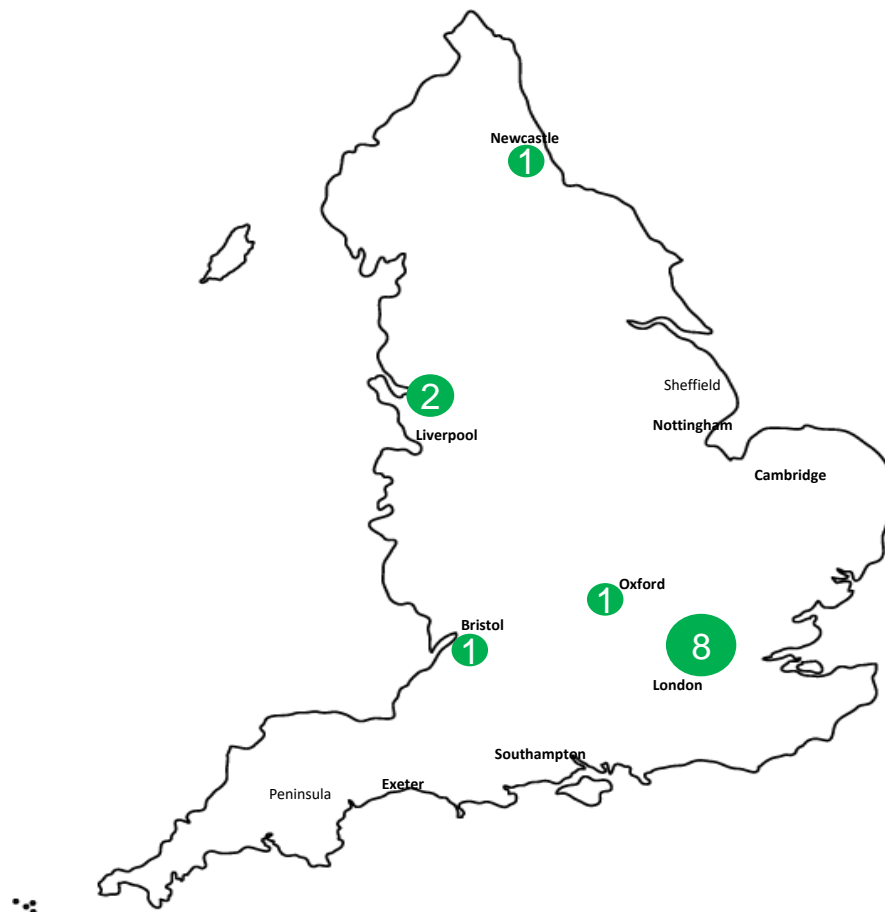 Newcastle
1
Sheffield
2
Nottingham
Liverpool
Cambridge
Oxford
1
Bristol
1
8
London
Southampton
Exeter
Peninsula